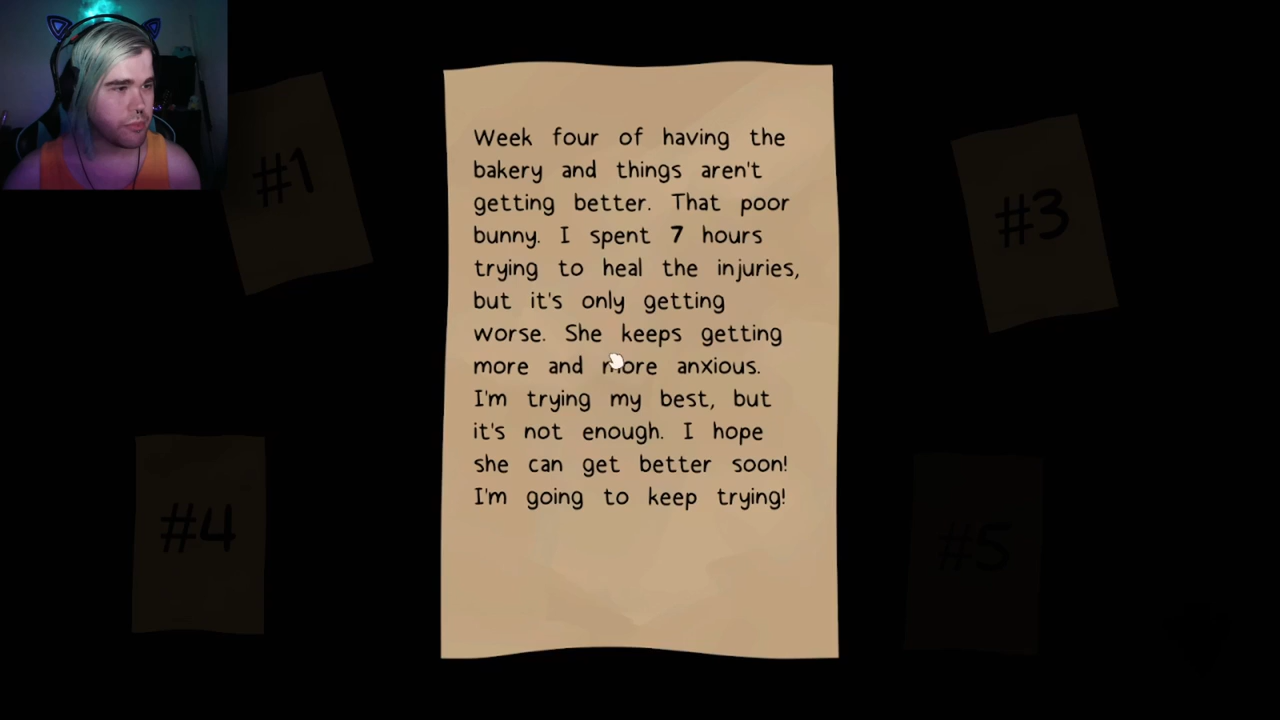 #1
Week four of having the
bakery and things aren't
getting better. That poor
bunny. I spent 7 hours
trying to heal the injuries,
but it's only getting
worse. She keeps getting
more and more anxious.
I'm trying my best, but
it's not enough. I hope
she can get better soon!
I'm going to keep trying!
#3
#4
#5